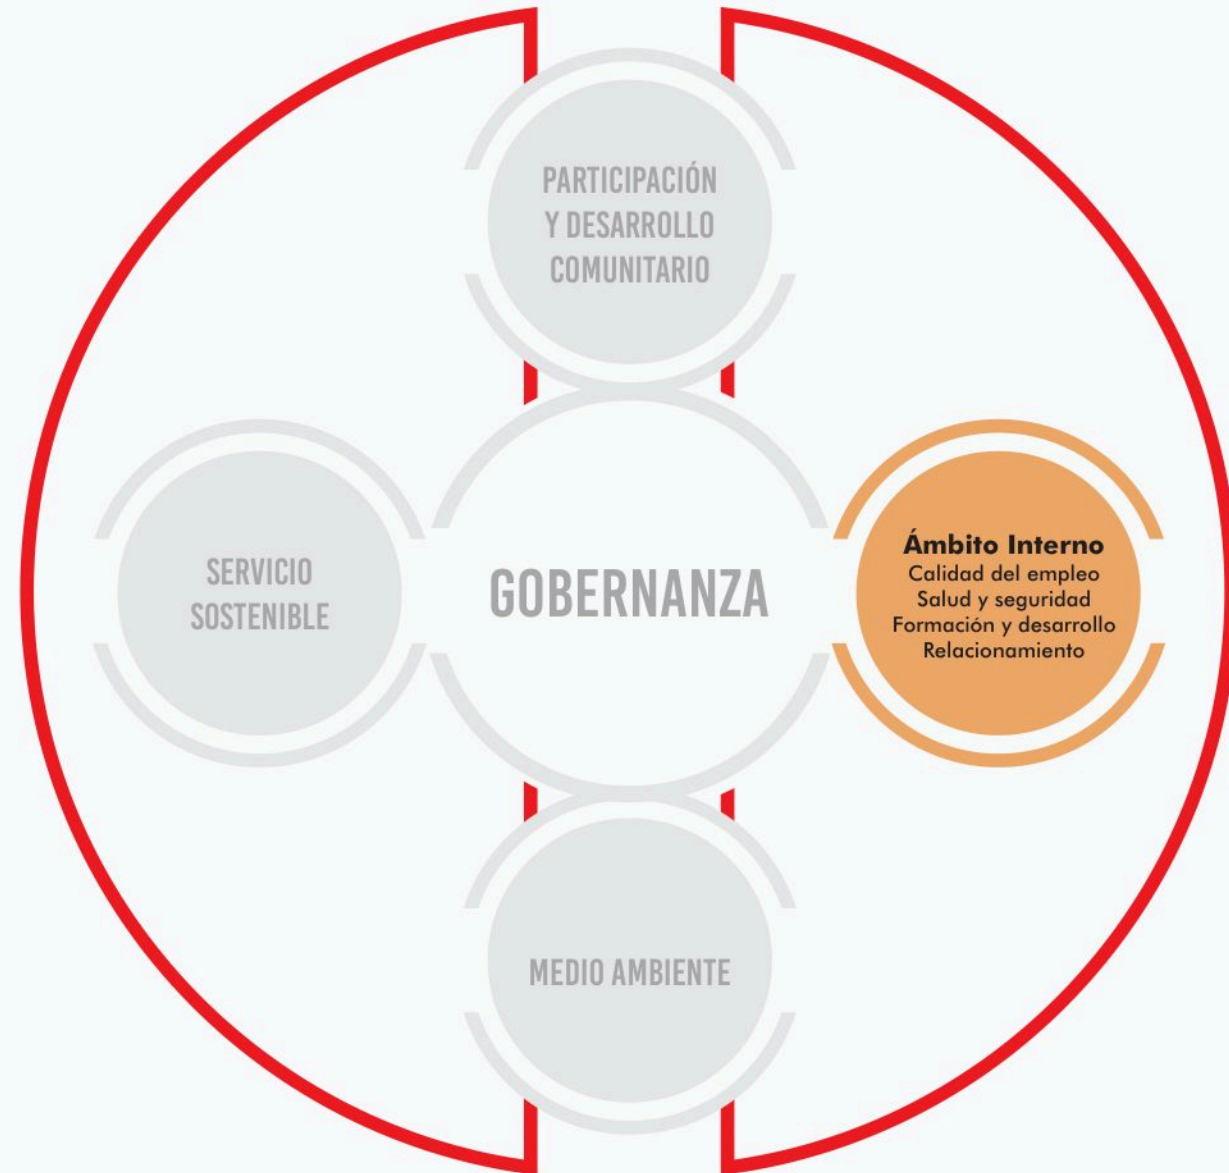 PARTICIPACIÓN
Y DESARROLLO
COMUNITARIO
SERVICIO
SOSTENIBLE
GOBERNANZA
Ámbito Interno
Calidad del empleo
Salud y seguridad
Formación y desarrollo
Relacionamiento
MEDIO AMBIENTE